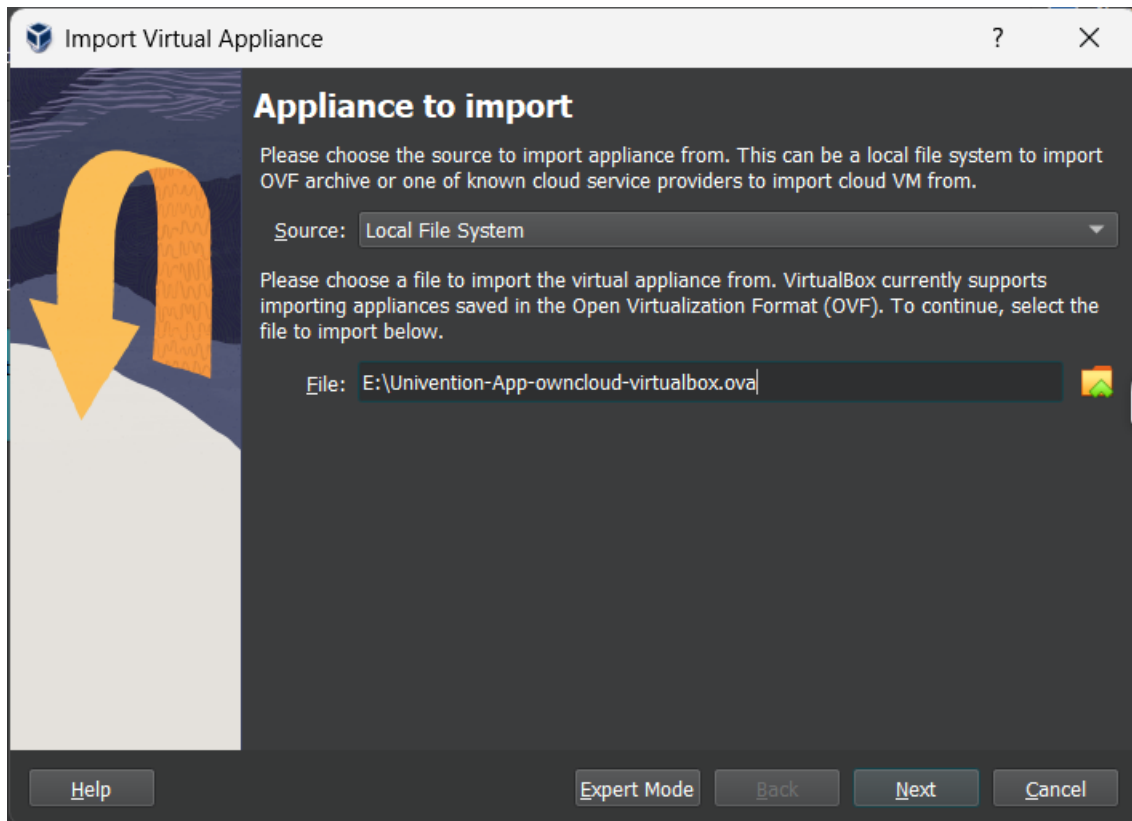 Import Virtual Appliance
?
Appliance to import
Please choose the source to import appliance from. This can be a local file system to import
OVF archive or one of known cloud service providers to import cloud VM from.
Source: Local File System
Please choose a file to import the virtual appliance from. VirtualBox currently supports
importing appliances saved in the Open Virtualization Format (OVF). To continue, select the
file to import below.
File: E:\Univention-App-owncloud-virtualbox.ova
Help Expert Mode Back Next Cancel